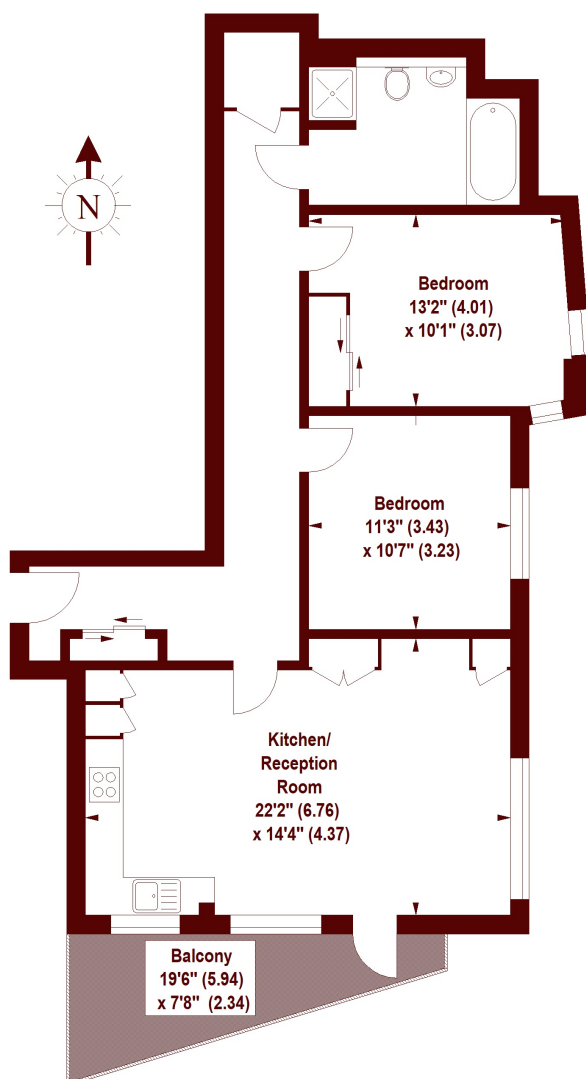 N
Bedroom
13'2" (4.01)
x 10'1" (3.07)
Bedroom
11'3" (3.43)
x 10'7" (3.23)
Kitchen/
Reception
Room
22'2" (6.76)
x 14'4" (4.37)
Balcony
19'6" (5.94)
x 7'8" (2.34)